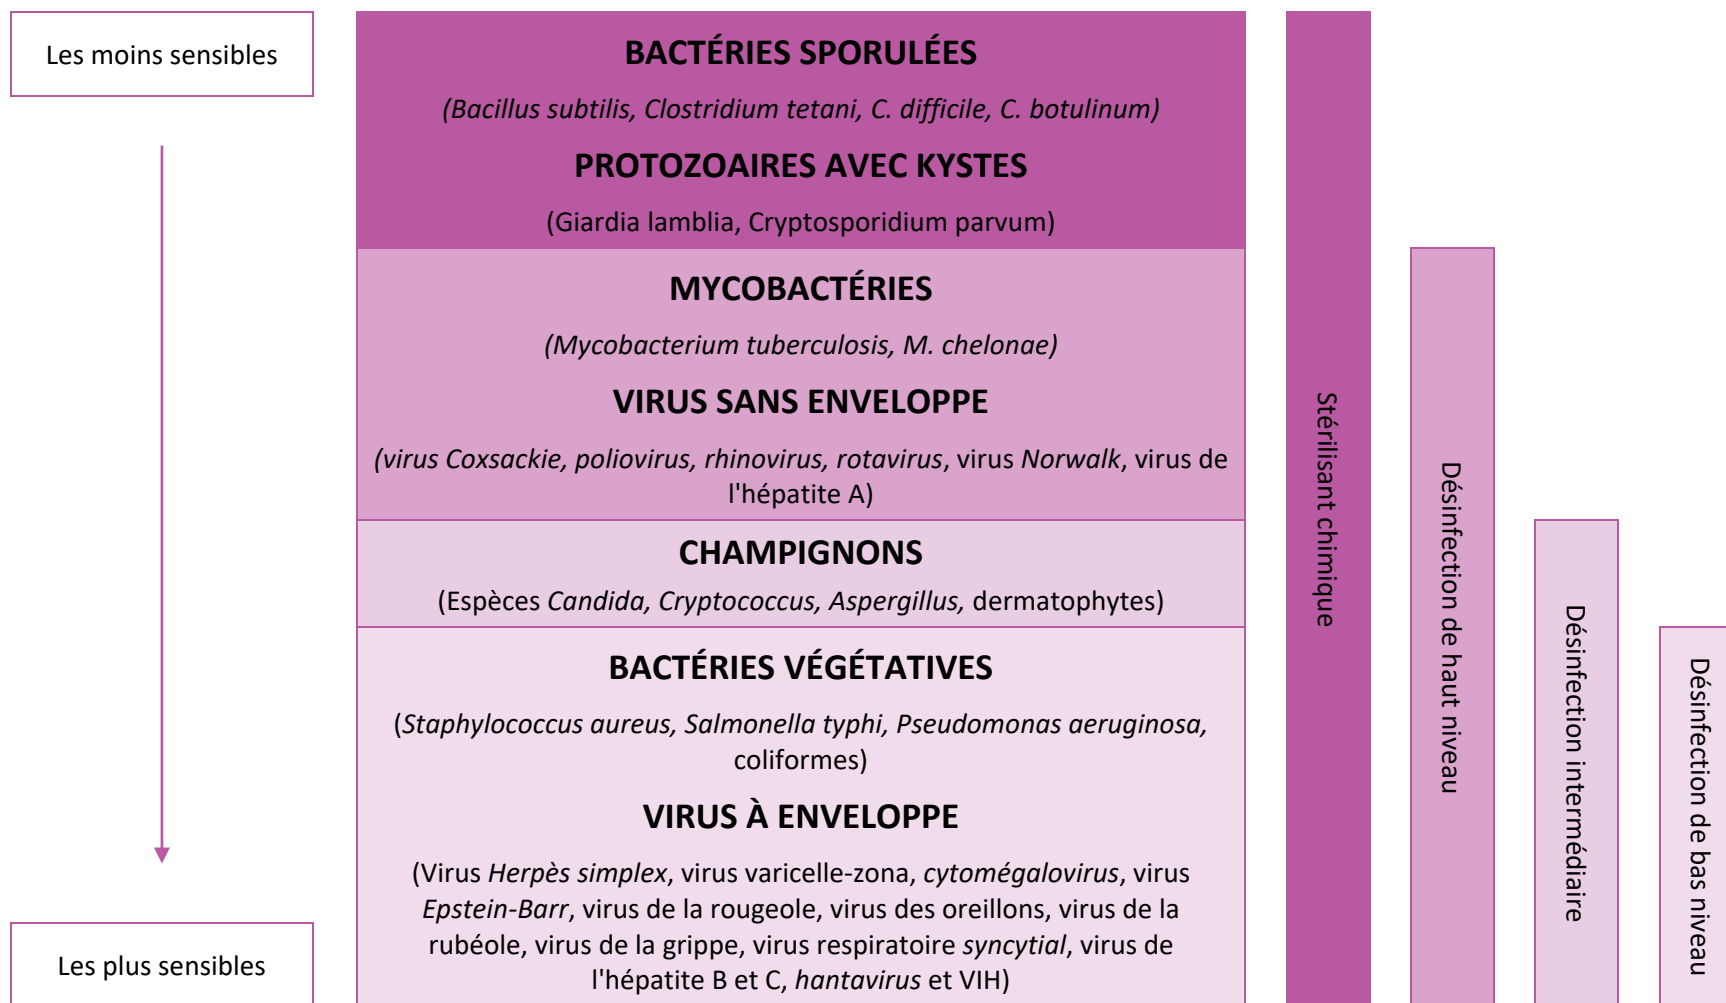 Les moins sensibles
BACTÉRIES SPORULÉES
(Bacillus subtilis, Clostridium tetani, C. difficile, C. botulinum)
PROTOZOAIRES AVEC KYSTES
(Giardia lamblia, Cryptosporidium parvum)
MYCOBACTÉRIES
(Mycobacterium tuberculosis, M. chelonae)
VIRUS SANS ENVELOPPE
(virus Coxsackie, poliovirus, rhinovirus, rotavirus, virus Norwalk, virus de
l'hépatite A)
CHAMPIGNONS
(Espèces Candida, Cryptococcus, Aspergillus, dermatophytes)
BACTÉRIES VÉGÉTATIVES
(Staphylococcus aureus, Salmonella typhi, Pseudomonas aeruginosa,
coliformes)
VIRUS À ENVELOPPE
(Virus Herpès simplex, virus varicelle-zona, cytomégalovirus, virus
Epstein-Barr, virus de la rougeole, virus des oreillons, virus de la
rubéole, virus de la grippe, virus respiratoire syncytial, virus de
l'hépatite B et C, hantavirus et VIH)
Les plus sensibles
Stérilisant chimique
Désinfection de haut niveau
Désinfection intermédiaire
Désinfection de bas niveau